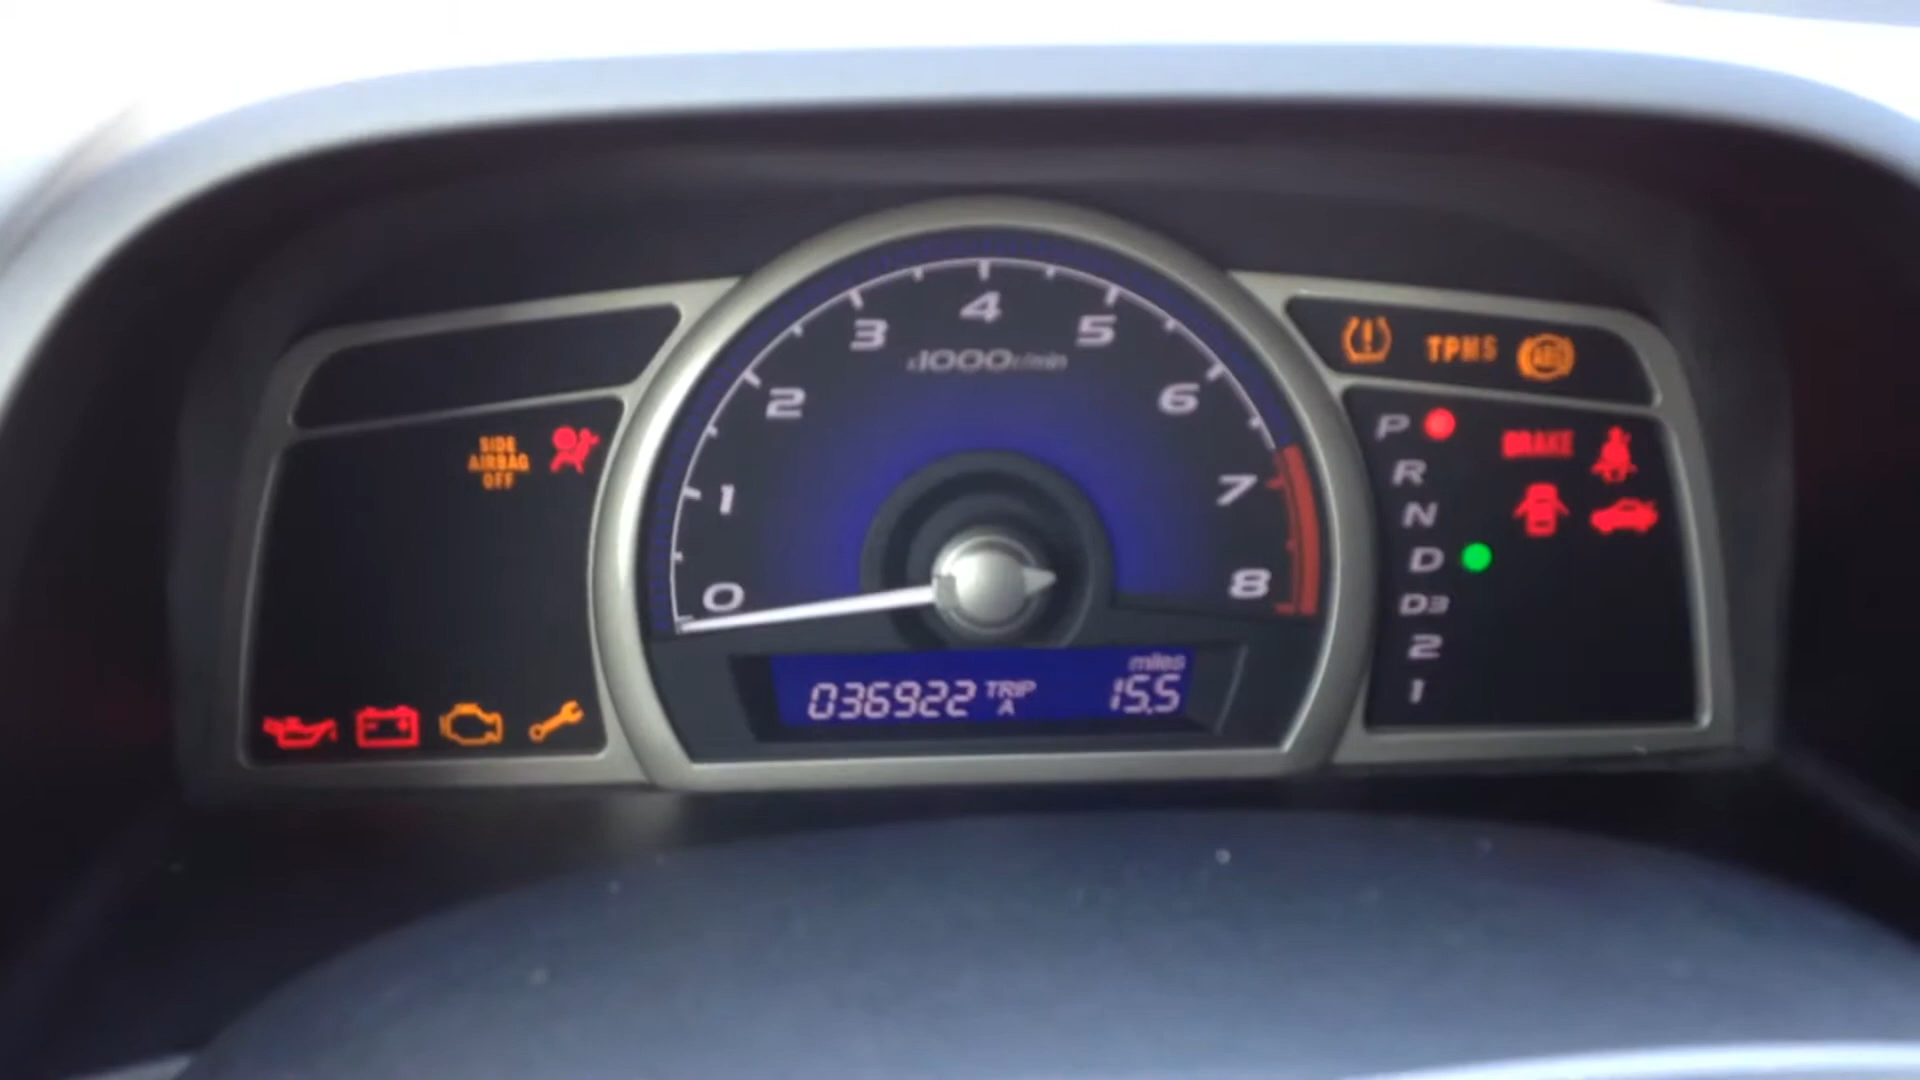 4
3 5
x1000r/min
2 6
1 7
0 8
SIDE
AIRBAG
OFF
TPMS ABS
P BRAKE
R
N
D
D3
2
1
miles
036922 TRIP A 15.5